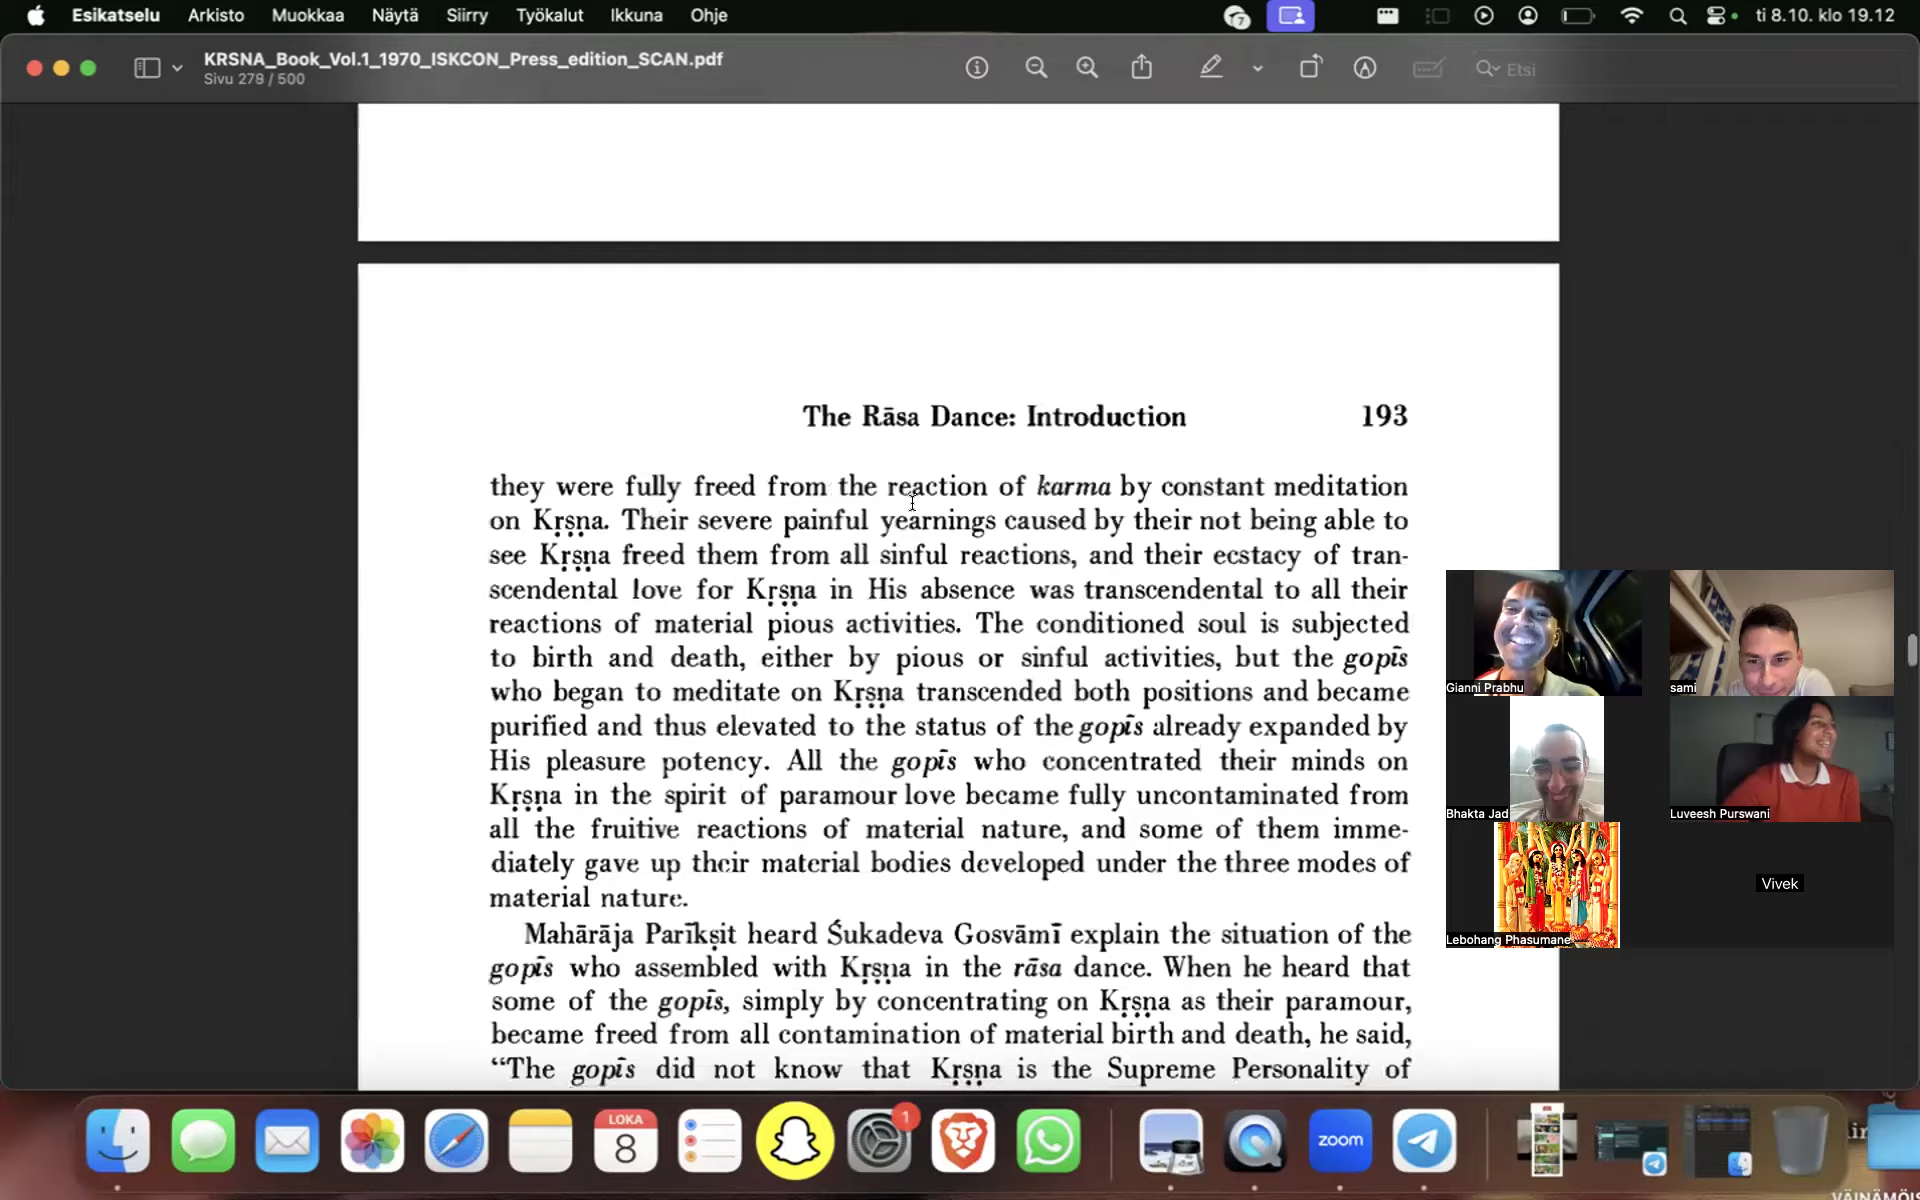 Esikatselu Arkisto Muokkaa Näytä Siirry Työkalut Ikkuna Ohje
7
ti 8.10. klo 19.12
KRSNA_Book_Vol.1_1970_ISKCON_Press_edition_SCAN.pdf
Sivu 279 / 500
Etsi
The Rāsa Dance: Introduction 193
they were fully freed from the reaction of karma by constant meditation
on Kṛṣṇa. Their severe painful yearnings caused by their not being able to
see Kṛṣṇa freed them from all sinful reactions, and their ecstacy of tran-
scendental love for Kṛṣṇa in His absence was transcendental to all their
reactions of material pious activities. The conditioned soul is subjected
to birth and death, either by pious or sinful activities, but the gopīs
who began to meditate on Kṛṣṇa transcended both positions and became
purified and thus elevated to the status of the gopīs already expanded by
His pleasure potency. All the gopīs who concentrated their minds on
Kṛṣṇa in the spirit of paramour love became fully uncontaminated from
all the fruitive reactions of material nature, and some of them imme-
diately gave up their material bodies developed under the three modes of
material nature.
Mahārāja Parīkṣit heard Śukadeva Gosvāmī explain the situation of the
gopīs who assembled with Kṛṣṇa in the rāsa dance. When he heard that
some of the gopīs, simply by concentrating on Kṛṣṇa as their paramour,
became freed from all contamination of material birth and death, he said,
“The gopīs did not know that Kṛṣṇa is the Supreme Personality of
Gianni Prabhu
sami
Bhakta Jad
Luveesh Purswani
Lebohang Phasumane
Vivek
LOKA
8
1
zoom